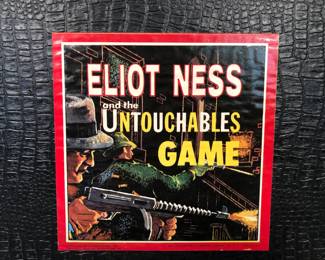 ELIOT NESS
and the
UNTOUCHABLES
GAME